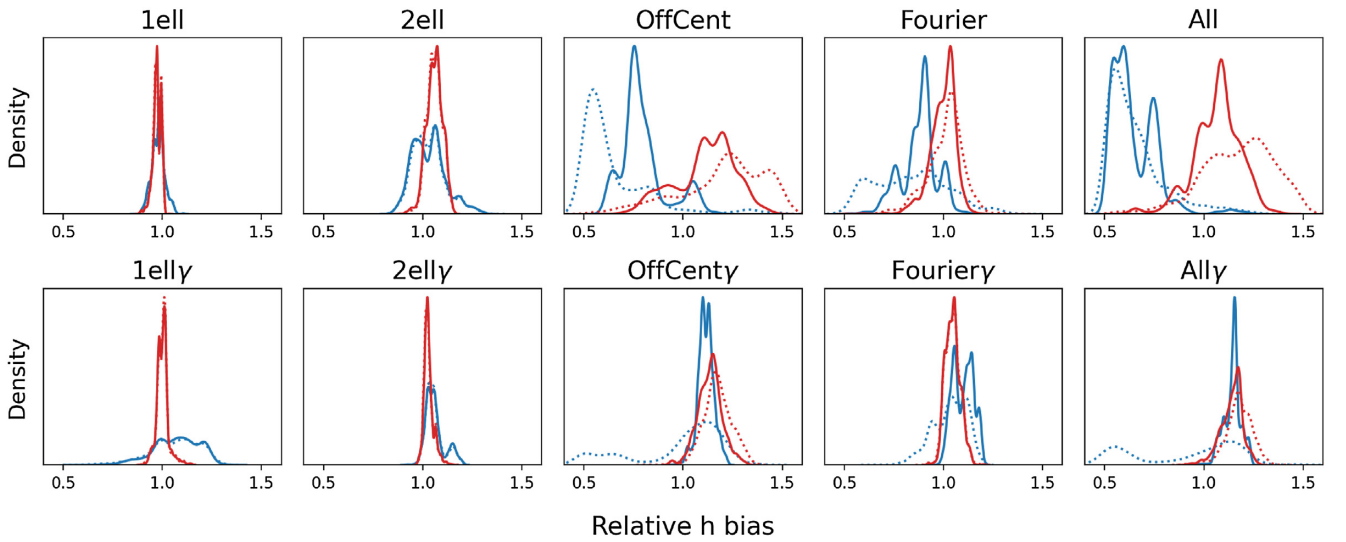 1ell 2ell OffCent Fourier All
Density
0.5 1.0 1.5 0.5 1.0 1.5 0.5 1.0 1.5 0.5 1.0 1.5 0.5 1.0 1.5
1ellγ 2ellγ OffCentγ Fourierγ Allγ
Density
0.5 1.0 1.5 0.5 1.0 1.5 0.5 1.0 1.5 0.5 1.0 1.5 0.5 1.0 1.5
Relative h bias